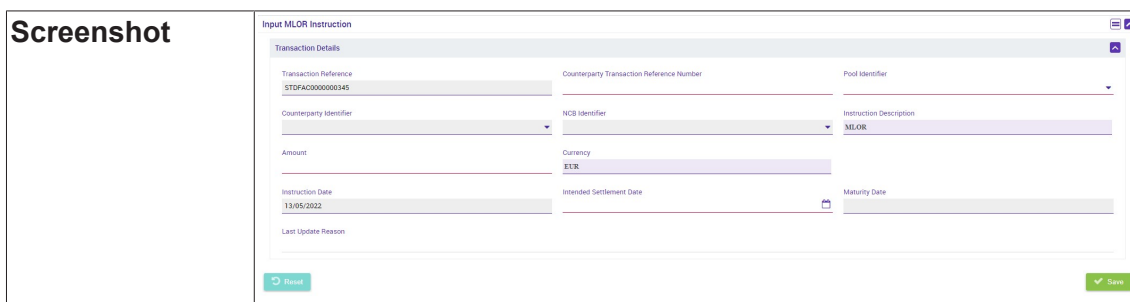 Screenshot
Input MLOR Instruction
Transaction Details
Transaction Reference
STDFAC0000000345
Counterparty Transaction Reference Number
Pool Identifier
Counterparty Identifier
NCB Identifier
Instruction Description
MLOR
Amount
Currency
EUR
Instruction Date
13/05/2022
Intended Settlement Date
Maturity Date
Last Update Reason
Reset
Save